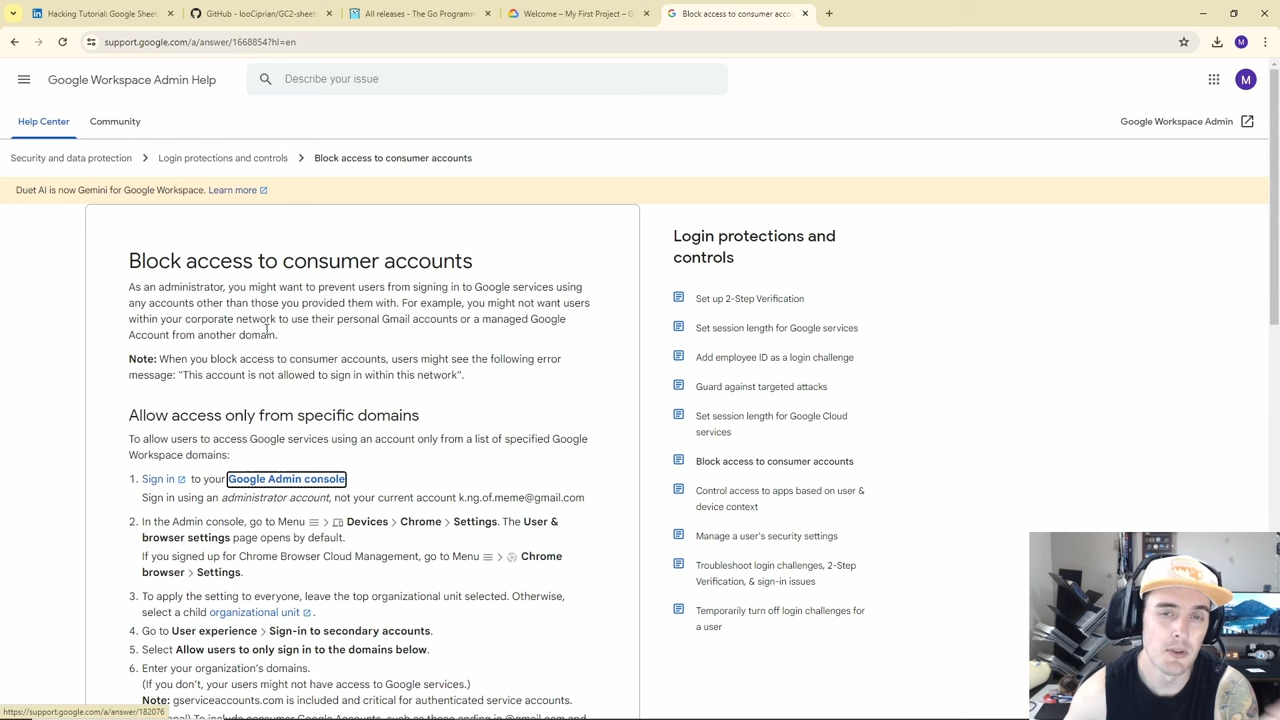 Hacking Tutorial: Google Sheet
GitHub - looCiprian/GC2-sheet
All releases - The Go Programm
Welcome – My First Project – G
Block access to consumer acco
support.google.com/a/answer/1668854?hl=en
M
Google Workspace Admin Help
Describe your issue
M
Help Center
Community
Google Workspace Admin
Security and data protection
Login protections and controls
Block access to consumer accounts
Duet AI is now Gemini for Google Workspace. Learn more
Block access to consumer accounts
As an administrator, you might want to prevent users from signing in to Google services using
any accounts other than those you provided them with. For example, you might not want users
within your corporate network to use their personal Gmail accounts or a managed Google
Account from another domain.
Note: When you block access to consumer accounts, users might see the following error
message: "This account is not allowed to sign in within this network".
Allow access only from specific domains
To allow users to access Google services using an account only from a list of specified Google
Workspace domains:
1. Sign in to your Google Admin console
Sign in using an administrator account, not your current account k.ng.of.meme@gmail.com
2. In the Admin console, go to Menu > Devices > Chrome > Settings. The User &
browser settings page opens by default.
If you signed up for Chrome Browser Cloud Management, go to Menu > Chrome
browser > Settings.
3. To apply the setting to everyone, leave the top organizational unit selected. Otherwise,
select a child organizational unit .
4. Go to User experience > Sign-in to secondary accounts.
5. Select Allow users to only sign in to the domains below.
6. Enter your organization's domains.
(If you don't, your users might not have access to Google services.)
Note: gserviceaccounts.com is included and critical for authenticated service accounts.
(Optional) To include consumer Google Accounts, such as those ending in @gmail.com and
Login protections and
controls
Set up 2-Step Verification
Set session length for Google services
Add employee ID as a login challenge
Guard against targeted attacks
Set session length for Google Cloud
services
Block access to consumer accounts
Control access to apps based on user &
device context
Manage a user's security settings
Troubleshoot login challenges, 2-Step
Verification, & sign-in issues
Temporarily turn off login challenges for
a user
https://support.google.com/a/answer/182076